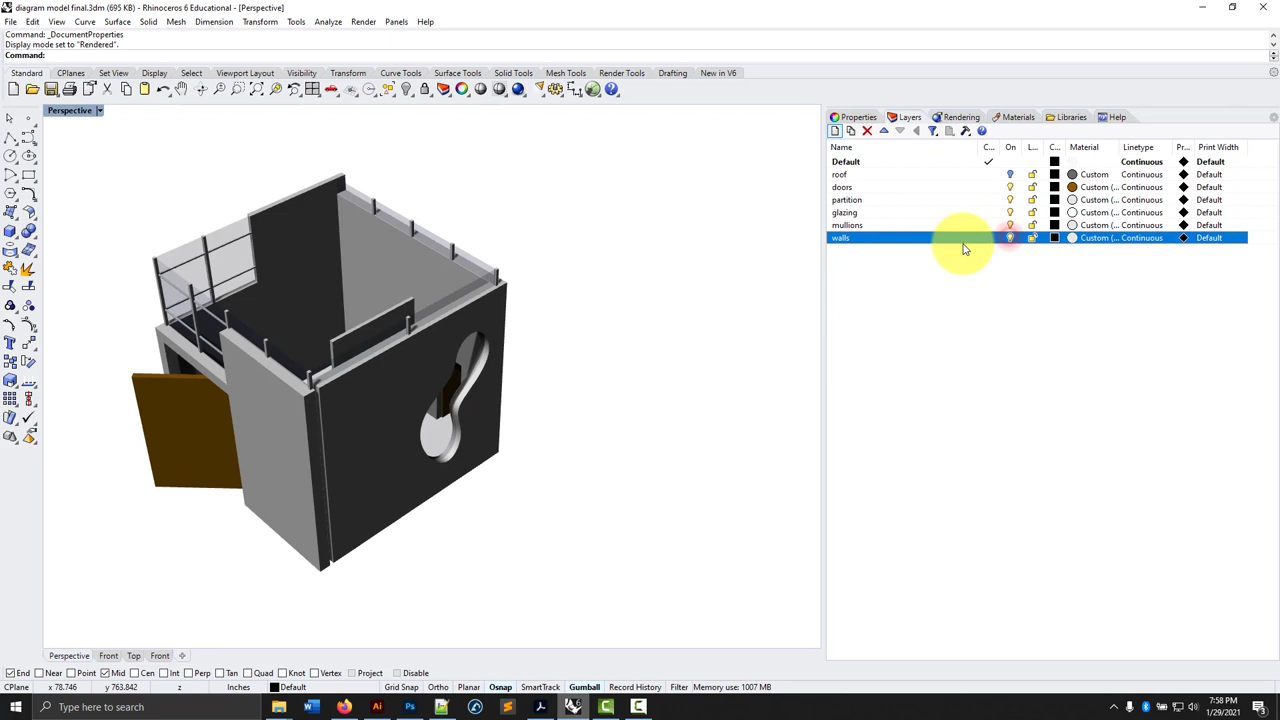 diagram model final.3dm (695 KB) - Rhinoceros 6 Educational - [Perspective]
File Edit View Curve Surface Solid Mesh Dimension Transform Tools Analyze Render Panels Help
Command: _DocumentProperties
Display mode set to "Rendered".
Command:
Standard CPlanes Set View Display Select Viewport Layout Visibility Transform Curve Tools Surface Tools Solid Tools Mesh Tools Render Tools Drafting New in V6
Perspective
Properties Layers Rendering Materials Libraries Help
Name C... On L... C... Material Linetype Pr... Print Width
Default Continuous Default
roof Custom Continuous Default
doors Custom (... Continuous Default
partition Custom (... Continuous Default
glazing Custom (... Continuous Default
mullions Custom (... Continuous Default
walls Custom (... Continuous Default
Perspective Front Top Front
End Near Point Mid Cen Int Perp Tan Quad Knot Vertex Project Disable
CPlane x 78.746 y 763.842 z Inches Default Grid Snap Ortho Planar Osnap SmartTrack Gumball Record History Filter Memory use: 1007 MB
Type here to search
7:58 PM
1/29/2021